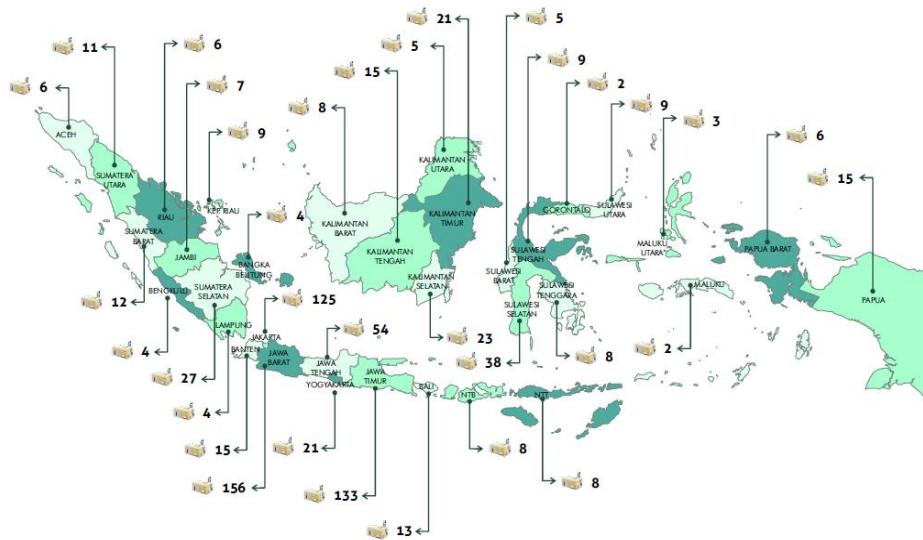 21
5
11
6
5
9
15
2
6
7
8
9
3
9
6
15
ACEH
SUMATERA
UTARA
RIAU
KEP. RIAU
4
SUMATERA
BARAT
JAMBI
BANGKA
BELITUNG
KALIMANTAN
UTARA
KALIMANTAN
BARAT
KALIMANTAN
TIMUR
KALIMANTAN
TENGAH
KALIMANTAN
SELATAN
GORONTALO
SULAWESI
UTARA
SULAWESI
TENGAH
SULAWESI
BARAT
SULAWESI
TENGGARA
SULAWESI
SELATAN
MALUKU
UTARA
PAPUA BARAT
MALUKU
PAPUA
BENGKULU
SUMATERA
SELATAN
12
125
LAMPUNG
JAKARTA
BANTEN
JAWA
BARAT
JAWA
TENGAH
YOGYAKARTA
JAWA
TIMUR
BALI
NTB
NTT
54
23
4
27
38
8
2
4
15
21
8
156
133
8
13